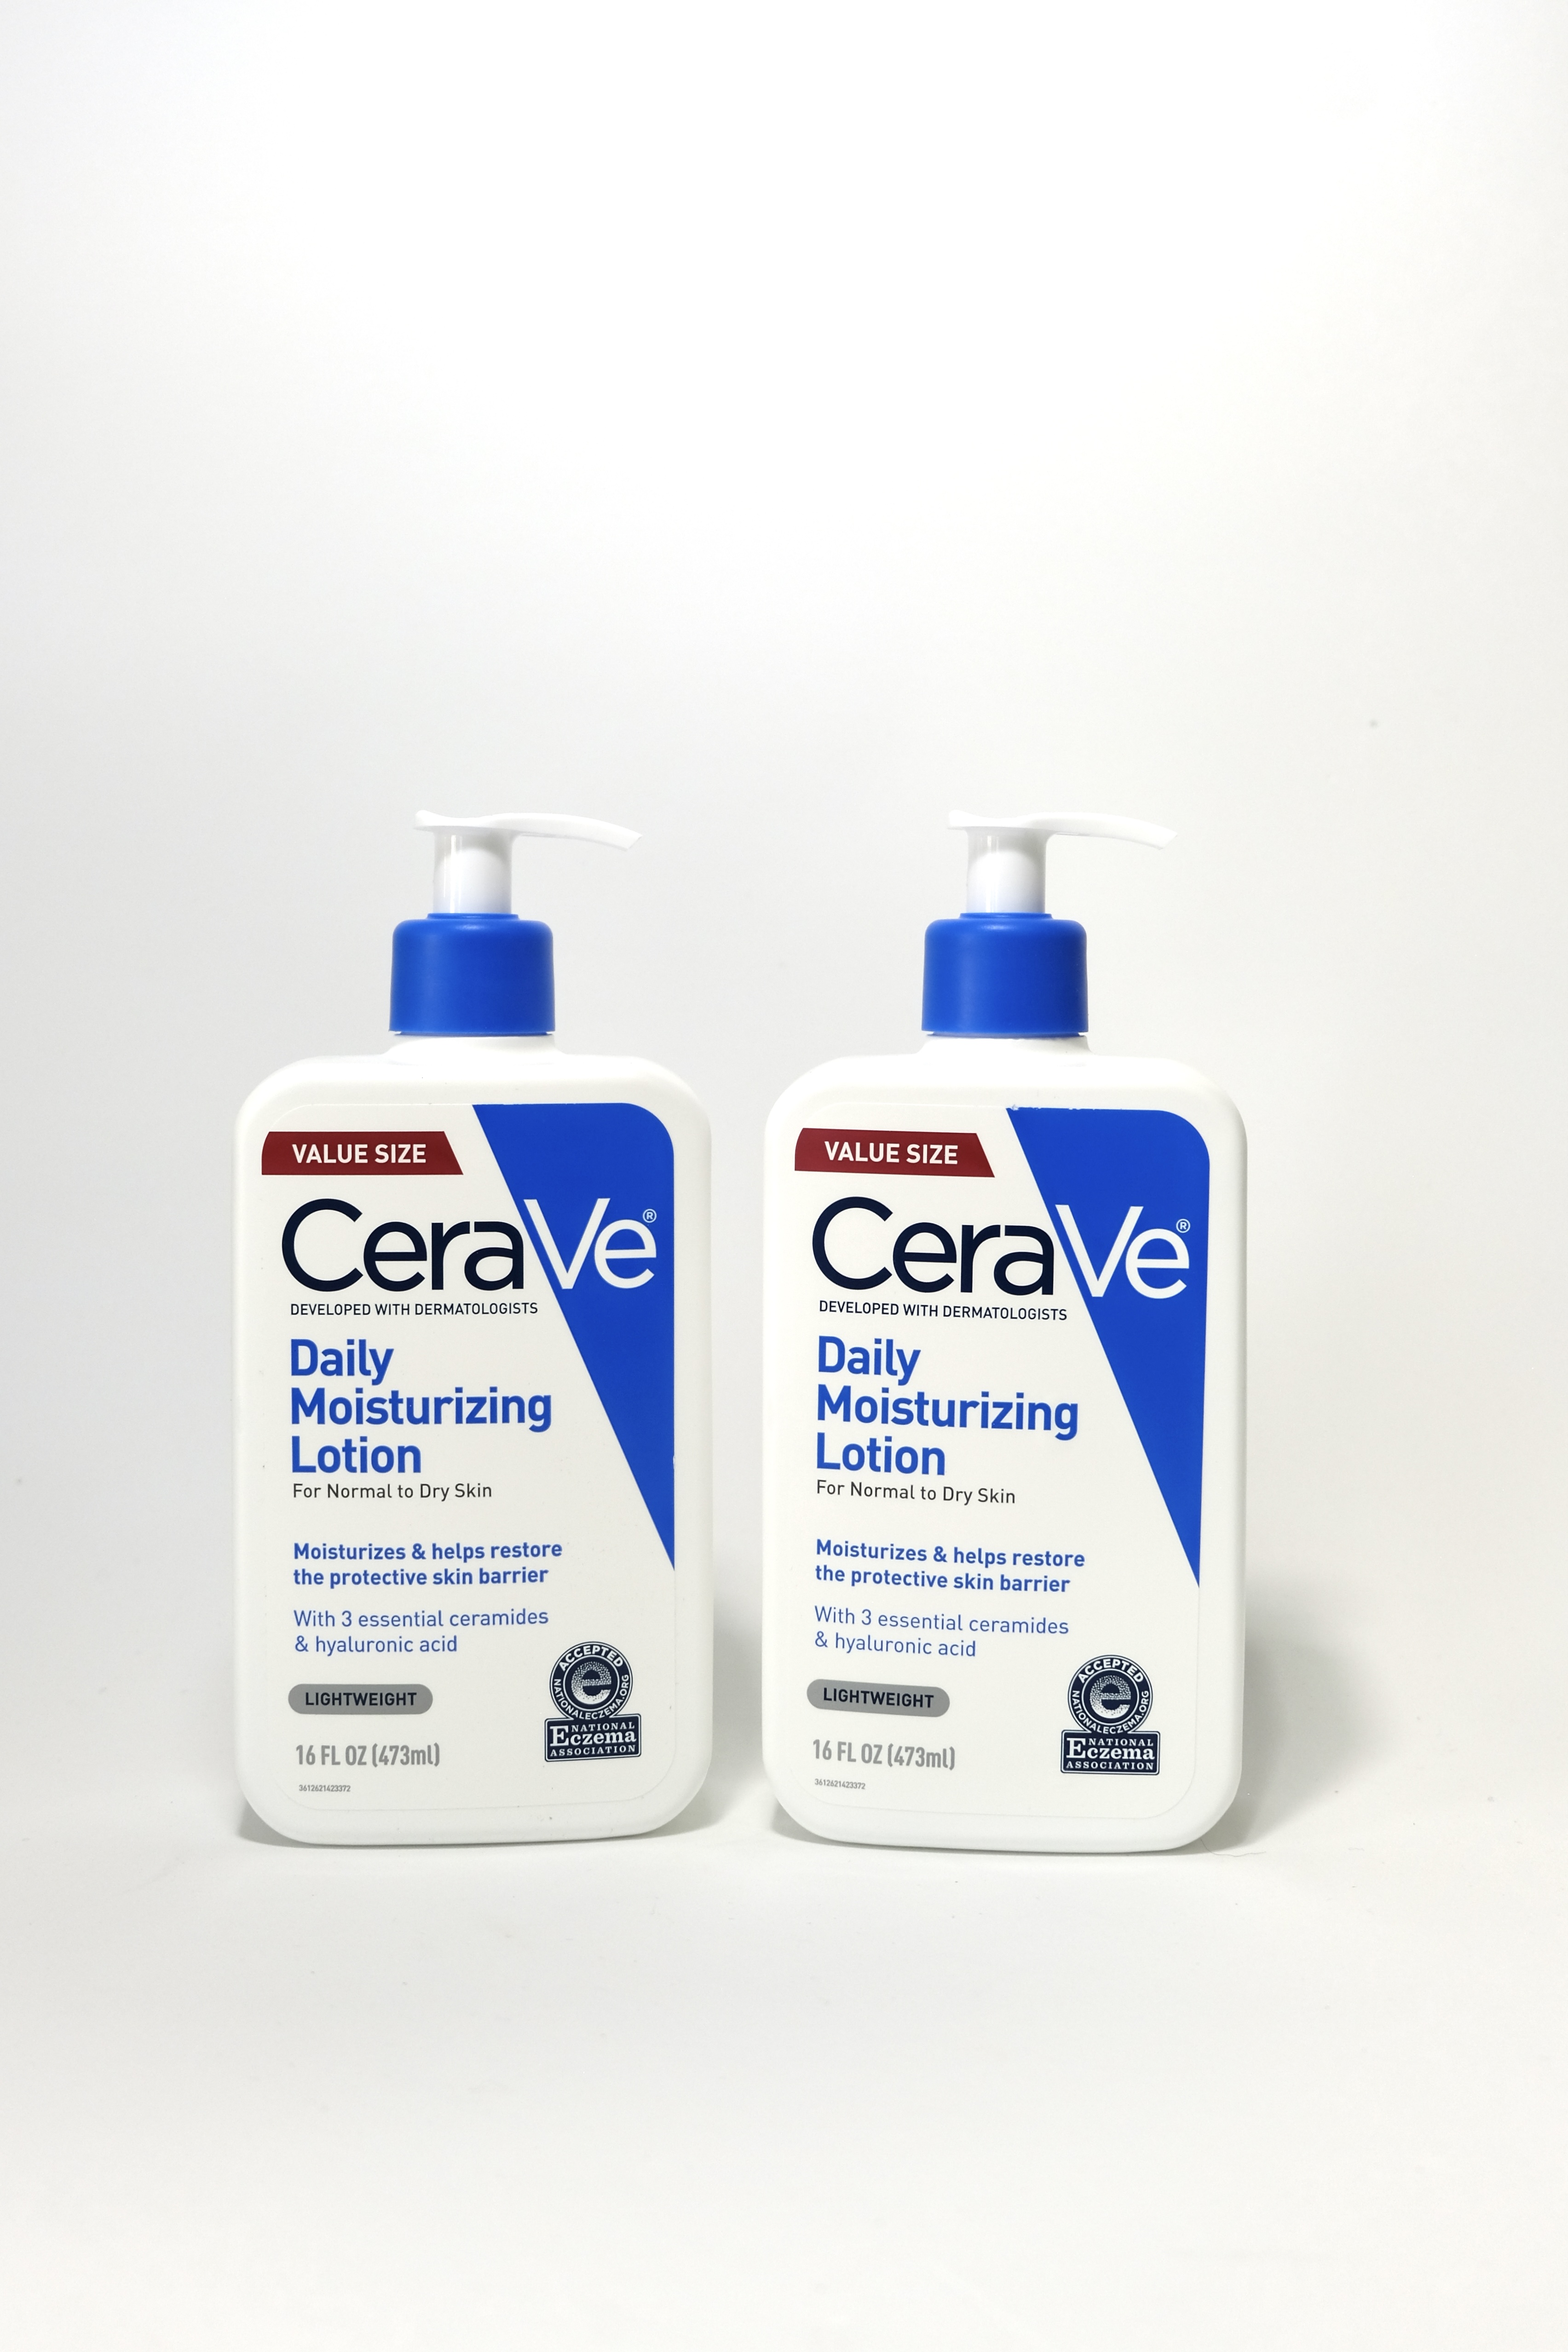 VALUE SIZE
CeraVe®
DEVELOPED WITH DERMATOLOGISTS
Daily
Moisturizing
Lotion
For Normal to Dry Skin
Moisturizes & helps restore
the protective skin barrier
With 3 essential ceramides
& hyaluronic acid
LIGHTWEIGHT
16 FL OZ (473ml)
3612621423372
ACCEPTED
NATIONALECZEMA.ORG
e
NATIONAL
Eczema
ASSOCIATION
VALUE SIZE
CeraVe®
DEVELOPED WITH DERMATOLOGISTS
Daily
Moisturizing
Lotion
For Normal to Dry Skin
Moisturizes & helps restore
the protective skin barrier
With 3 essential ceramides
& hyaluronic acid
LIGHTWEIGHT
16 FL OZ (473ml)
3612621423372
ACCEPTED
NATIONALECZEMA.ORG
e
NATIONAL
Eczema
ASSOCIATION